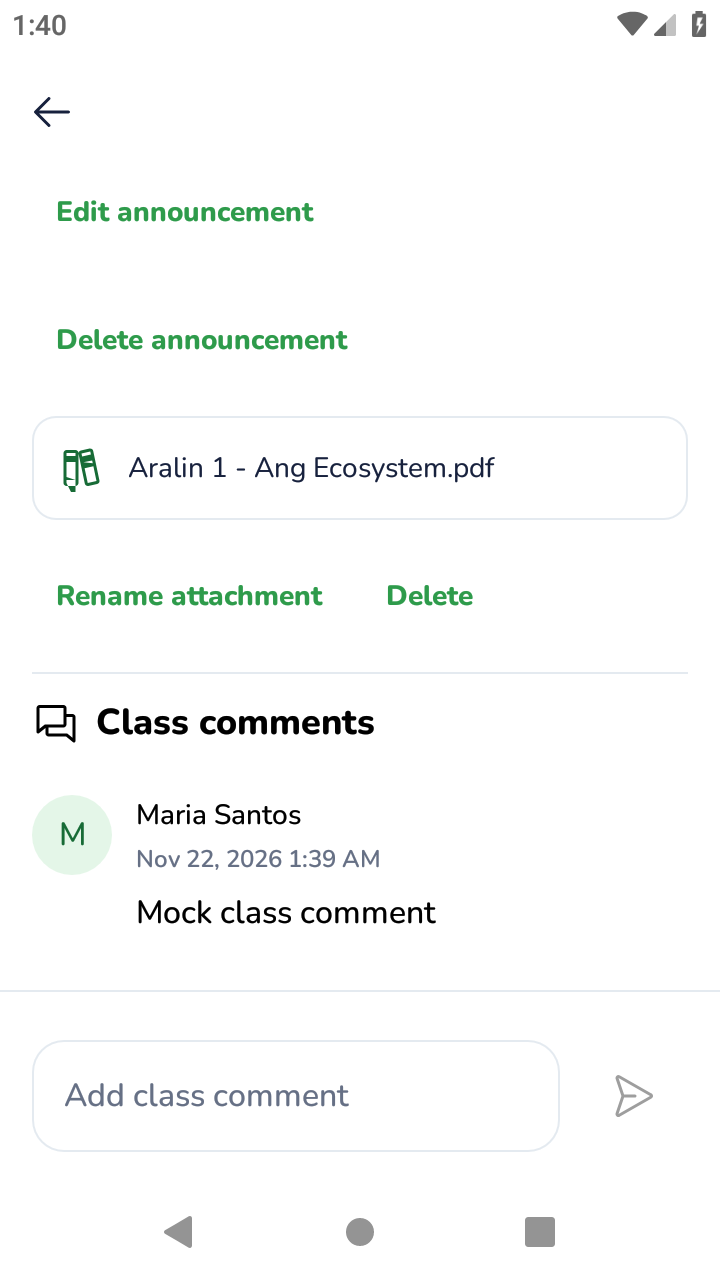 1:40
Edit announcement
Delete announcement
Aralin 1 - Ang Ecosystem.pdf
Rename attachment Delete
Class comments
M
Maria Santos
Nov 22, 2026 1:39 AM
Mock class comment
Add class comment